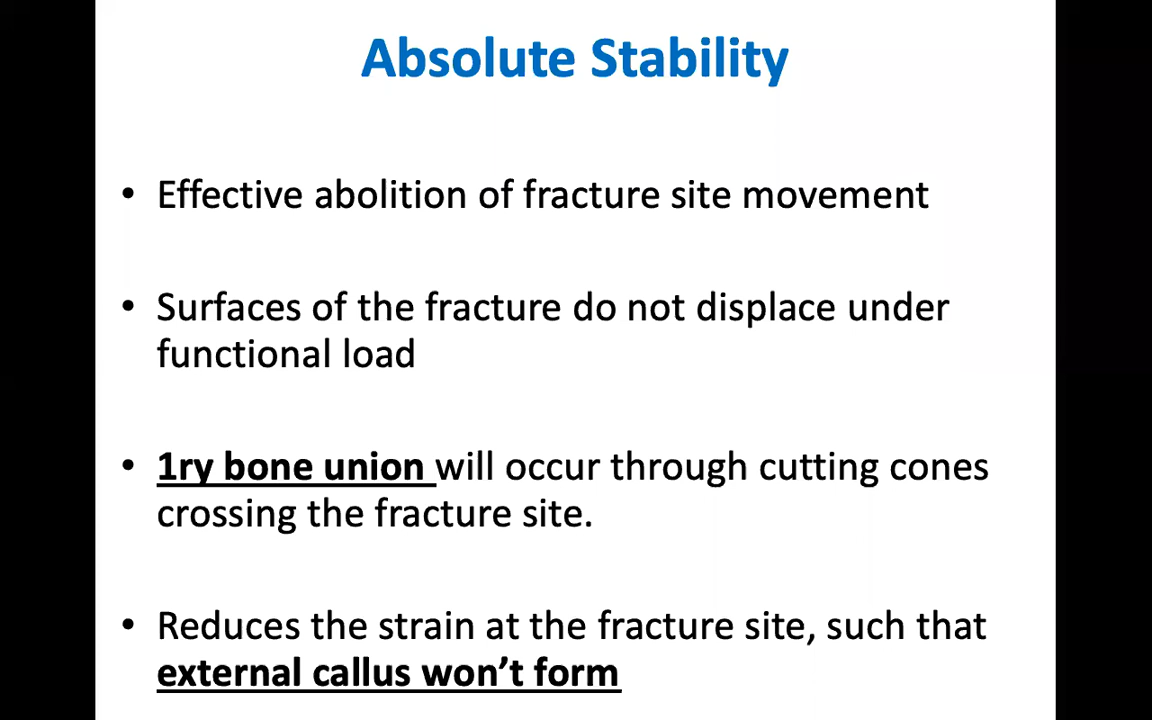 Absolute Stability
• Effective abolition of fracture site movement
• Surfaces of the fracture do not displace under
functional load
• 1ry bone union will occur through cutting cones
crossing the fracture site.
• Reduces the strain at the fracture site, such that
external callus won’t form